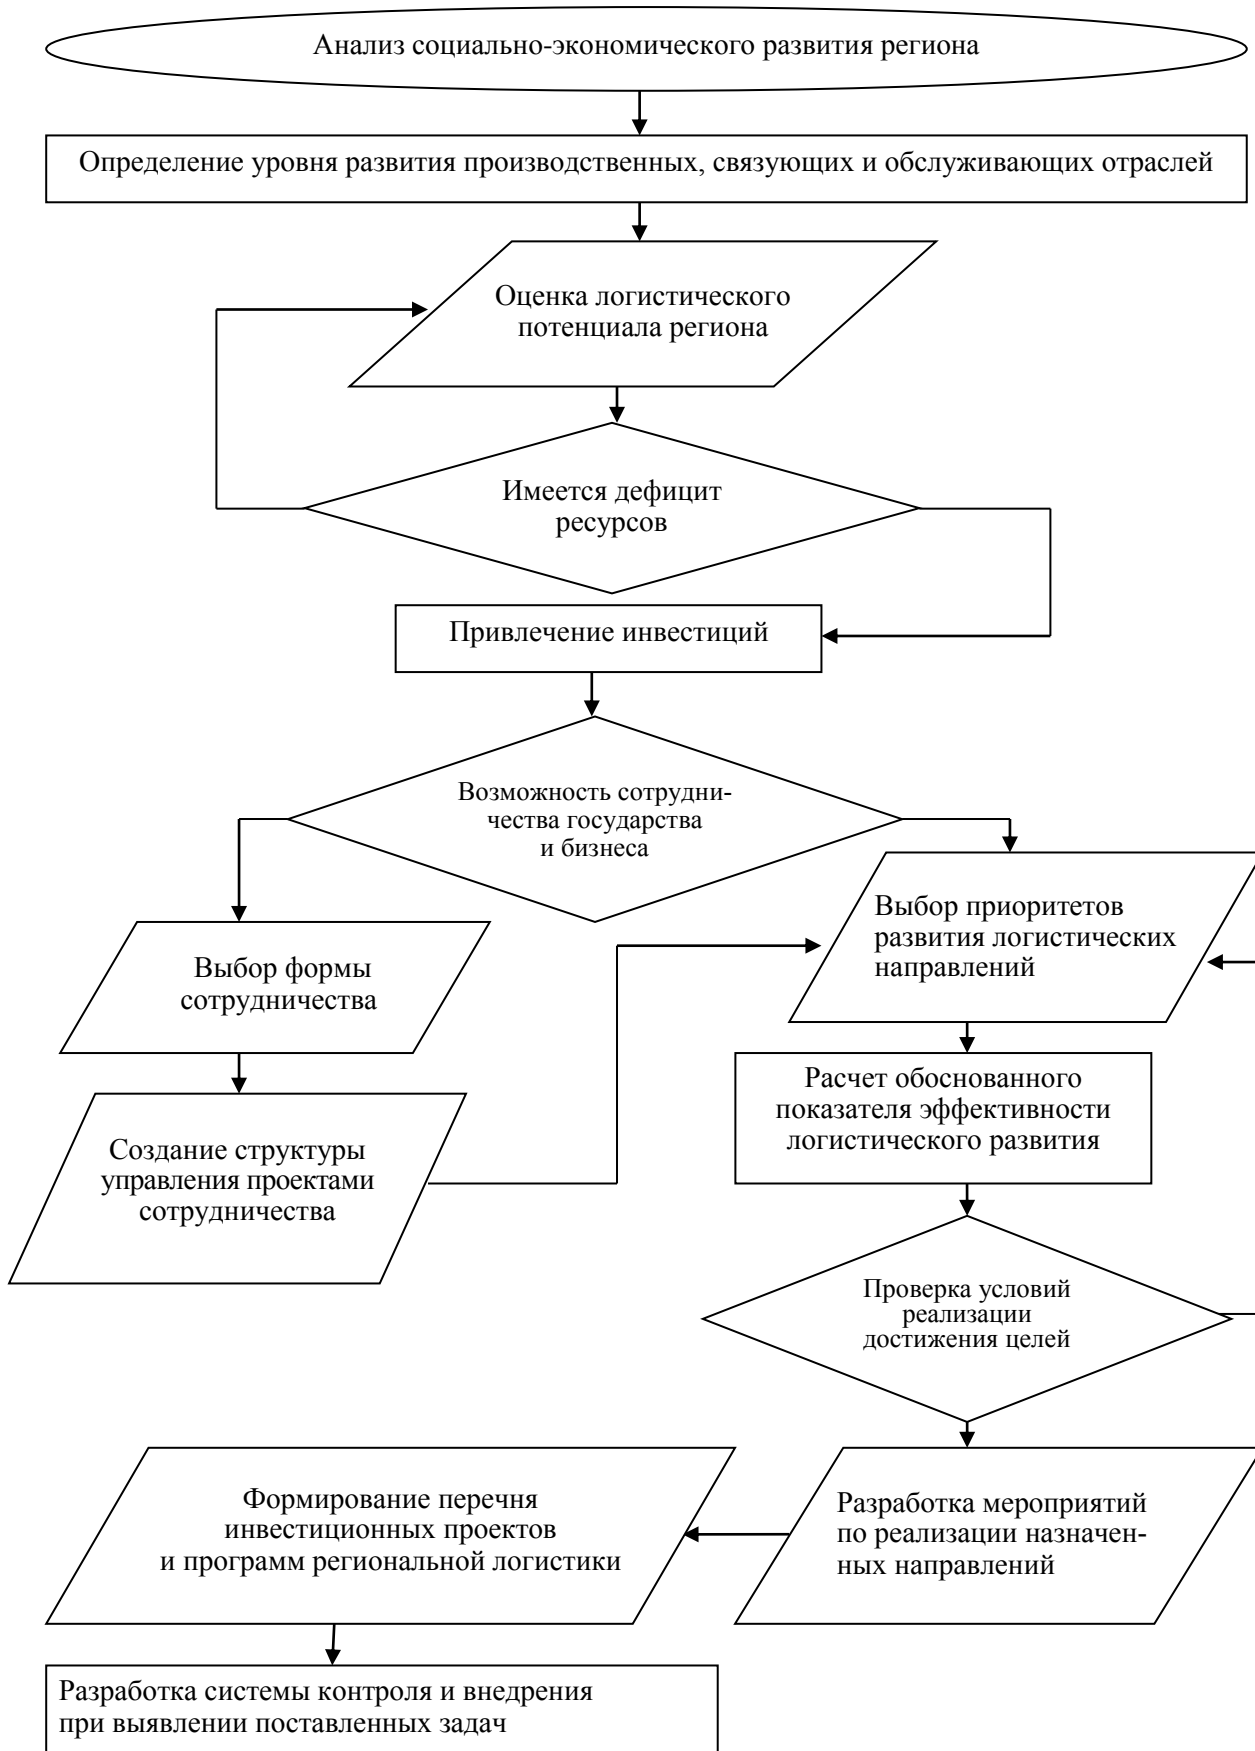 Анализ социально-экономического развития региона
Определение уровня развития производственных, связующих и обслуживающих отраслей
Оценка логистического
потенциала региона
Имеется дефицит
ресурсов
Привлечение инвестиций
Возможность сотрудни-
чества государства
и бизнеса
Выбор формы
сотрудничества
Создание структуры
управления проектами
сотрудничества
Выбор приоритетов
развития логистических
направлений
Расчет обоснованного
показателя эффективности
логистического развития
Проверка условий
реализации
достижения целей
Разработка мероприятий
по реализации назначен-
ных направлений
Формирование перечня
инвестиционных проектов
и программ региональной логистики
Разработка системы контроля и внедрения
при выявлении поставленных задач